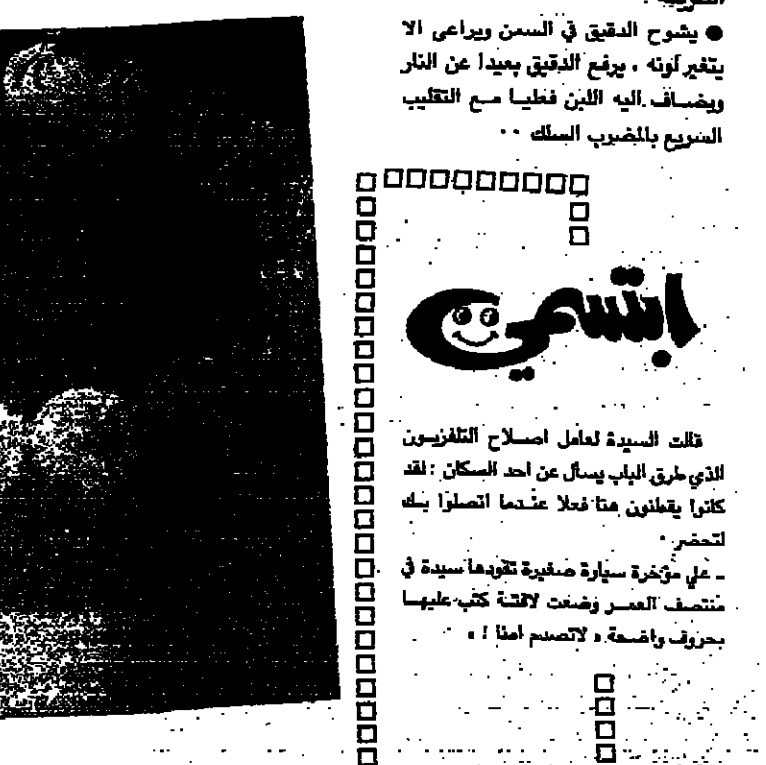 ● يشوح الدقيق في السمن ويراعى الا
يتغير لونه ، يرفع الدقيق بعيدا عن النار
ويضاف اليه اللبن فطيا مع التقليب
السريع بالمضرب السلك ..
ابتسمي
قالت السيدة لعامل اصلاح التلفزيون
الذي طرق الباب يسأل عن احد السكان : لقد
كانوا يقطنون هنا فعلا عندما اتصلوا بك
لتحضر .
- على مؤخرة سيارة صغيرة تقودها سيدة في
منتصف العمر وضعت لافتة كتب عليها
بحروف واضحة « لاتصدم امنا ! »